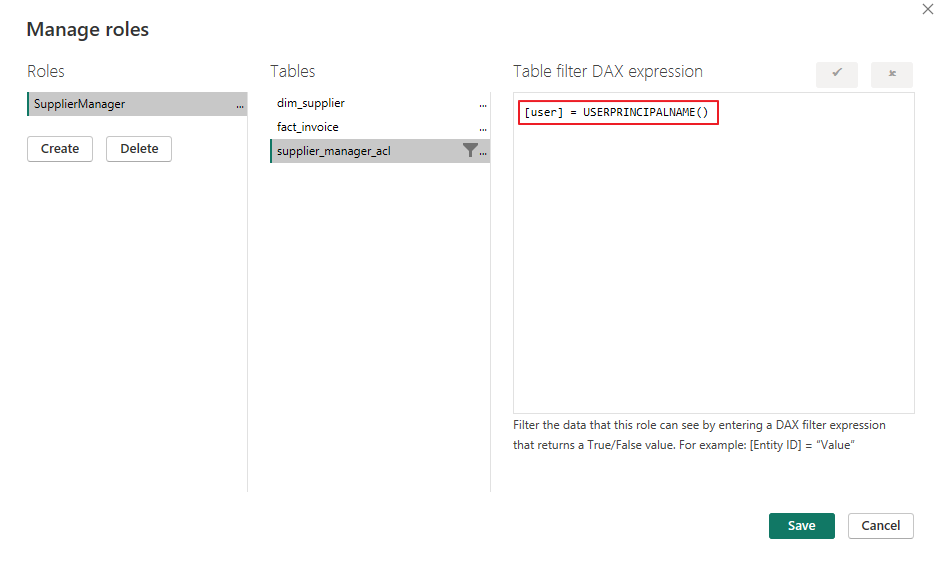 Manage roles
Roles
Tables
Table filter DAX expression
SupplierManager
...
dim_supplier
...
[user] = USERPRINCIPALNAME()
fact_invoice
...
Create
Delete
supplier_manager_acl
...
Filter the data that this role can see by entering a DAX filter expression
that returns a True/False value. For example: [Entity ID] = “Value”
Save
Cancel